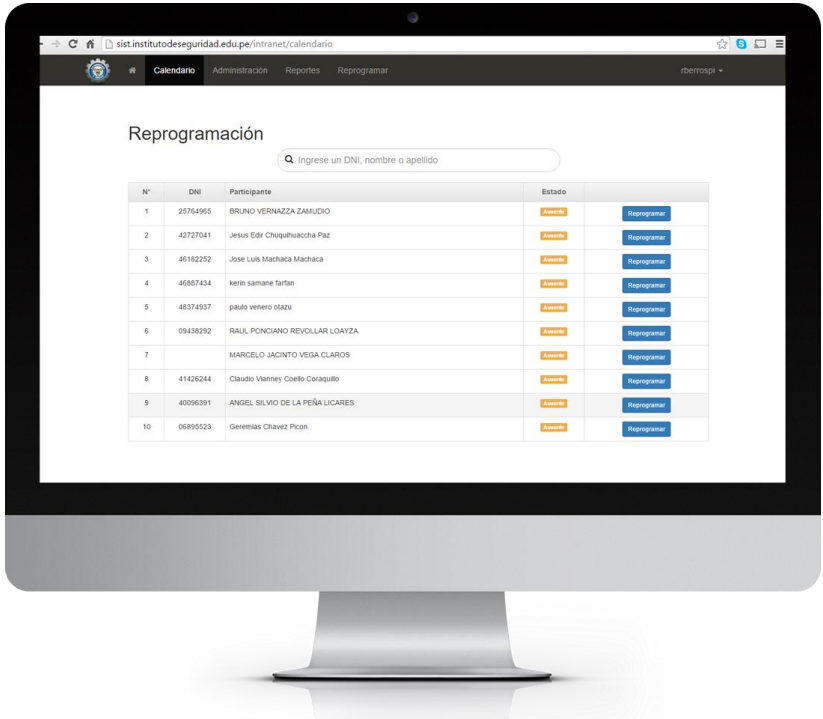 sist.institutodeseguridad.edu.pe/intranet/calendario
Calendario Administración Reportes Reprogramar rberrospi
Reprogramación
Ingrese un DNI, nombre o apellido
N° DNI Participante Estado
1 25764965 BRUNO VERNAZZA ZAMUDIO Ausente Reprogramar
2 42727041 Jesus Edir Chuquihuaccha Paz Ausente Reprogramar
3 46182252 Jose Luis Machaca Machaca Ausente Reprogramar
4 46887434 kerin samane farfan Ausente Reprogramar
5 48374937 paulo venero otazu Ausente Reprogramar
6 09438292 RAUL PONCIANO REVOLLAR LOAYZA Ausente Reprogramar
7 MARCELO JACINTO VEGA CLAROS Ausente Reprogramar
8 41426244 Claudio Vianney Coello Coraquillo Ausente Reprogramar
9 40096391 ANGEL SILVIO DE LA PEÑA LICARES Ausente Reprogramar
10 06895523 Geremias Chavez Picon Ausente Reprogramar